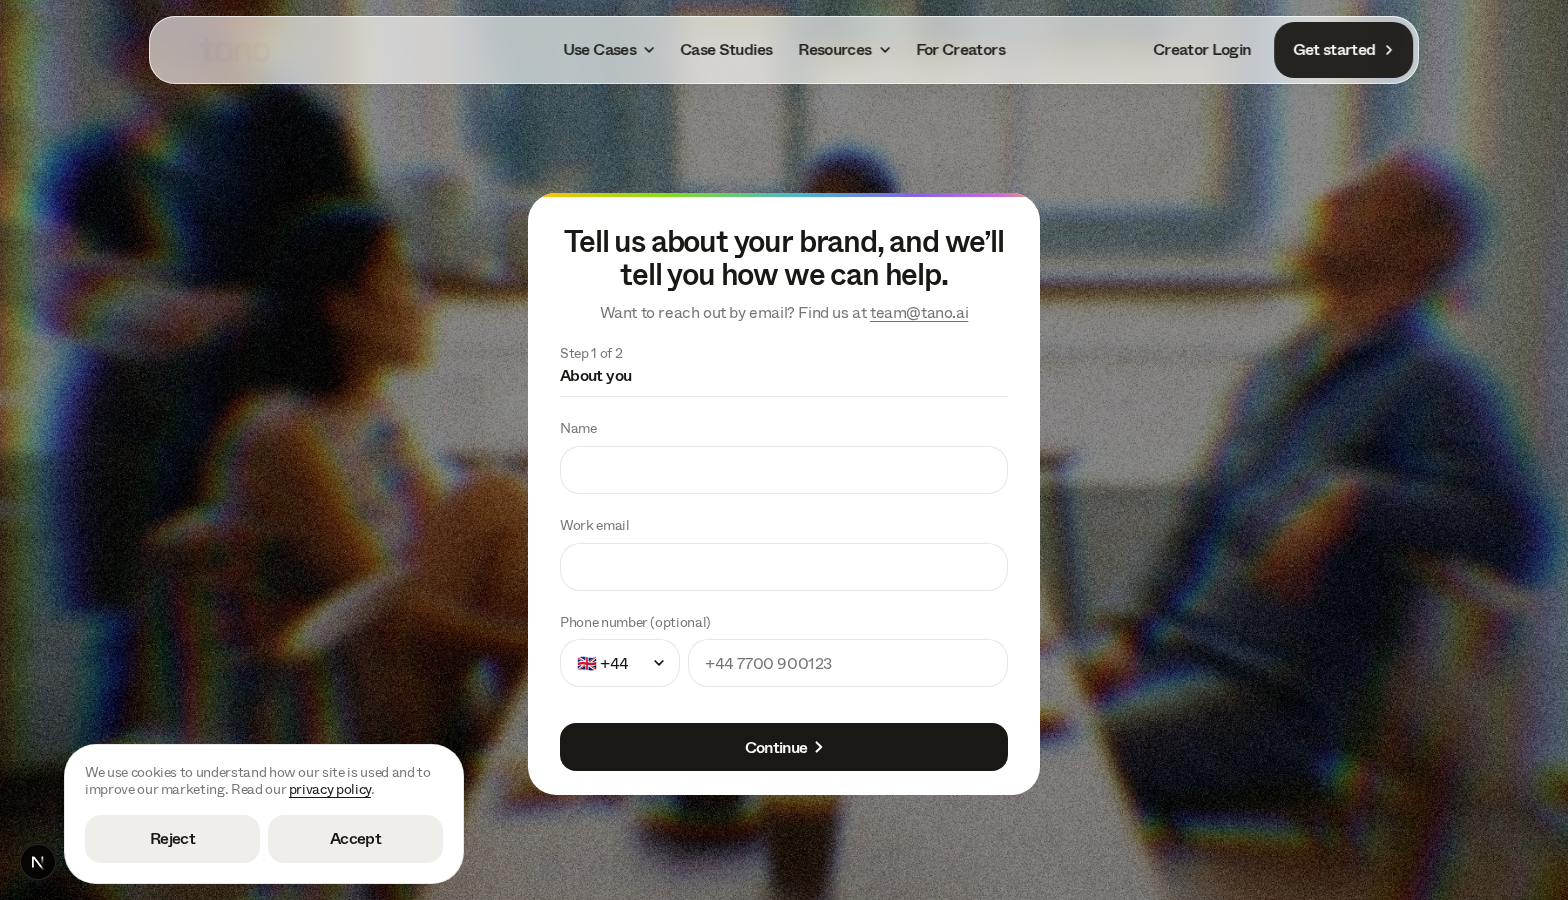 tano
Use Cases
Case Studies
Resources
For Creators
Creator Login
Get started
Tell us about your brand, and we’ll
tell you how we can help.
Want to reach out by email? Find us at team@tano.ai
Step 1 of 2
About you
Name
Work email
Phone number (optional)
🇬🇧 +44
+44 7700 900123
Continue
We use cookies to understand how our site is used and to
improve our marketing. Read our privacy policy.
Reject
Accept
N